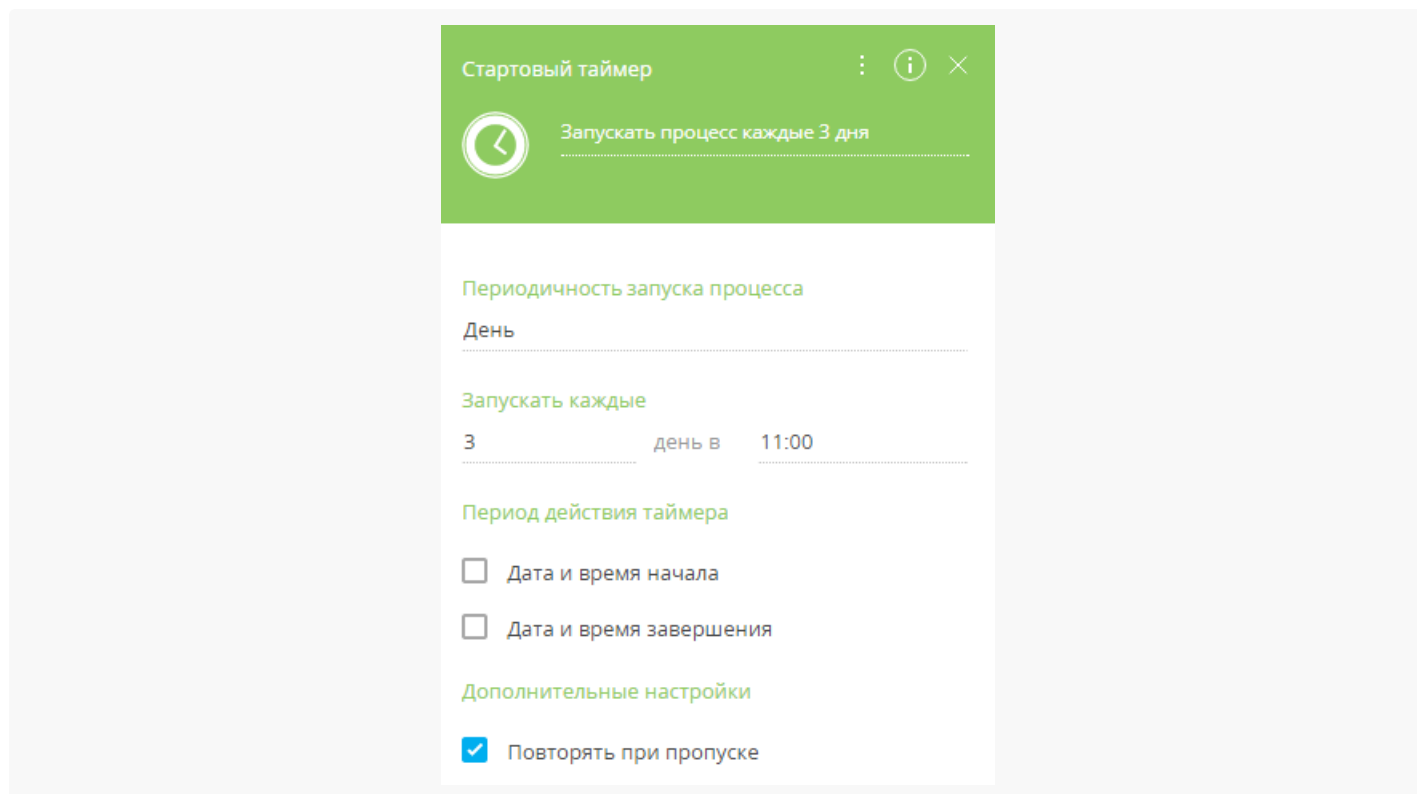 Стартовый таймер
Запускать процесс каждые 3 дня
Периодичность запуска процесса
День
Запускать каждые
3 день в 11:00
Период действия таймера
Дата и время начала
Дата и время завершения
Дополнительные настройки
Повторять при пропуске